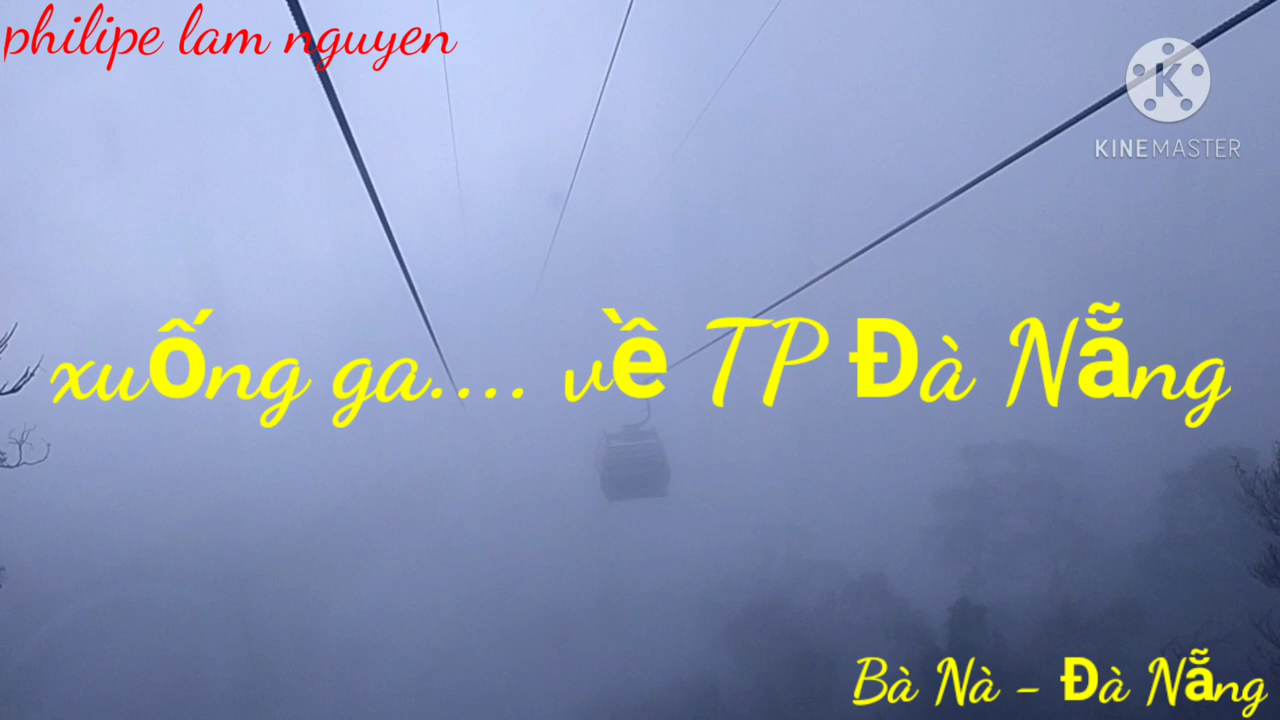 philipe lam nguyen
KINEMASTER
xuống ga.... về TP Đà Nẵng
Bà Nà - Đà Nẵng